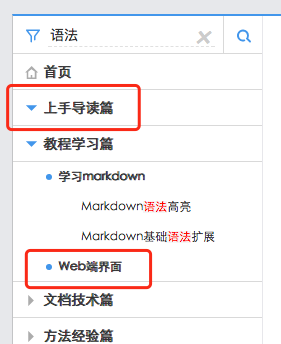 语法
首页
上手导读篇
教程学习篇
学习markdown
Markdown语法高亮
Markdown基础语法扩展
Web端界面
文档技术篇
方法经验篇